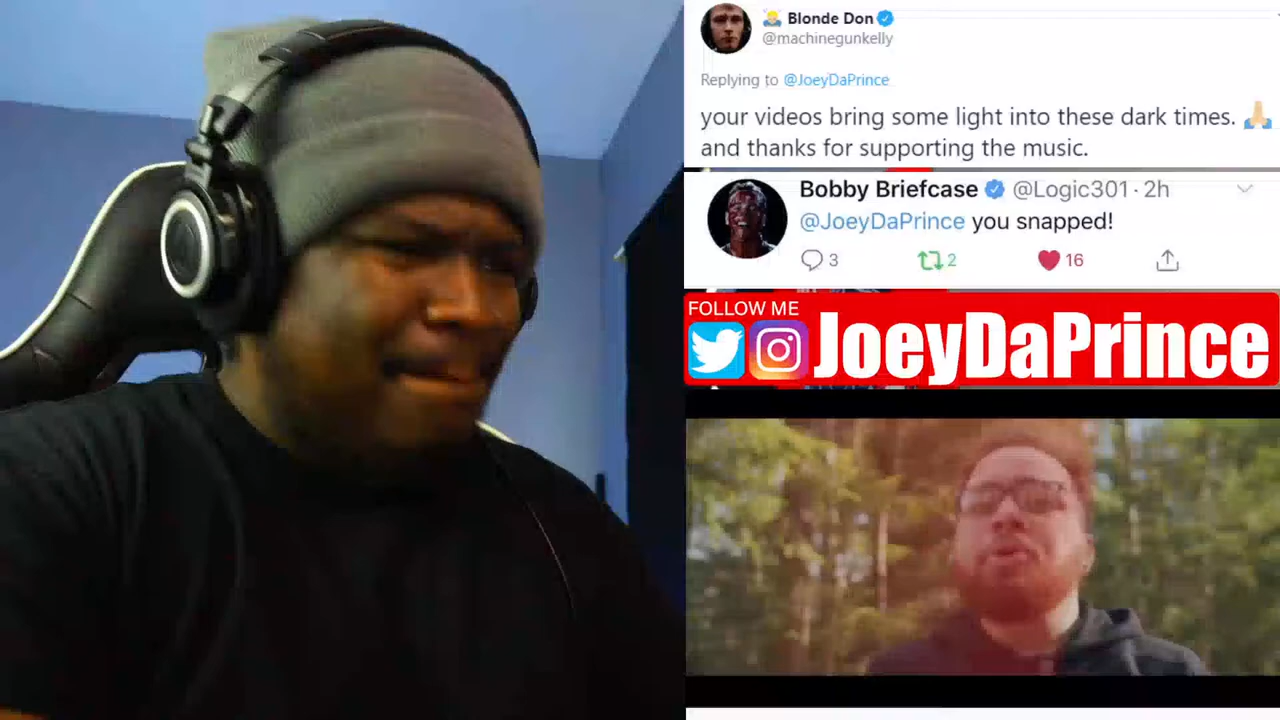 Blonde Don
@machinegunkelly
Replying to @JoeyDaPrince
your videos bring some light into these dark times.
and thanks for supporting the music.
Bobby Briefcase @Logic301 · 2h
@JoeyDaPrince you snapped!
3 2 16
FOLLOW ME
JoeyDaPrince